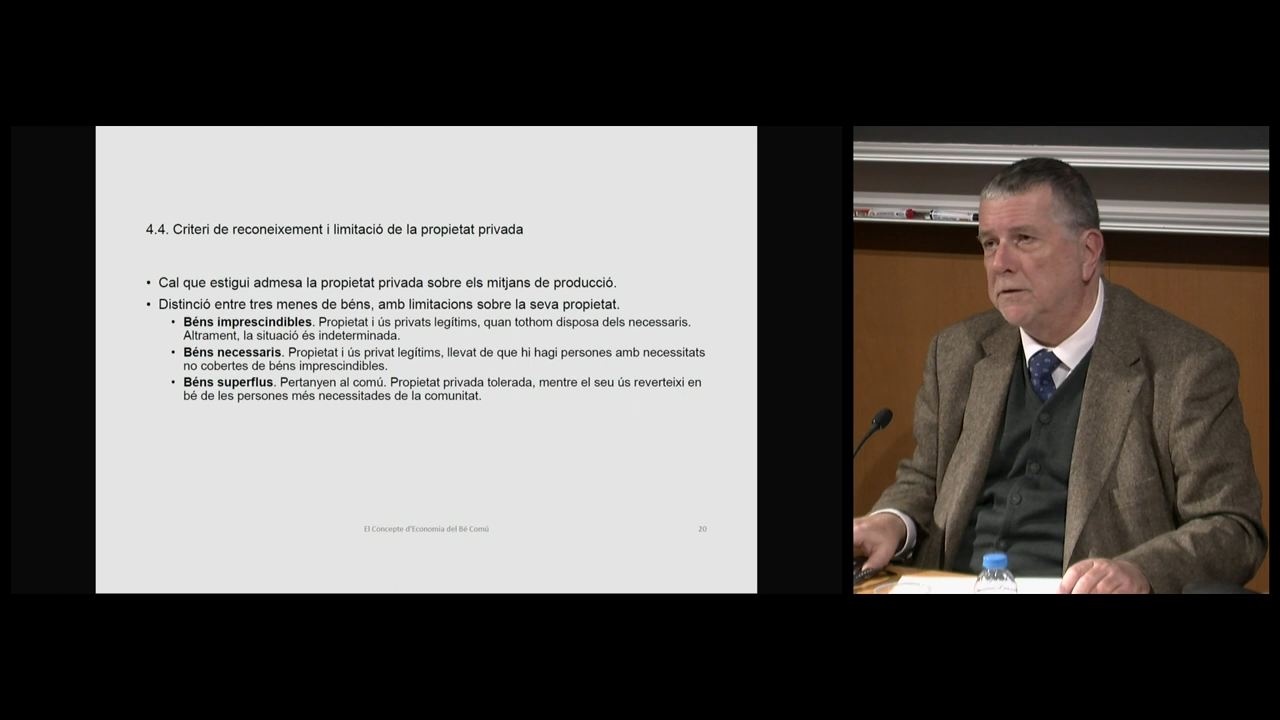 4.4. Criteri de reconeixement i limitació de la propietat privada
• Cal que estigui admesa la propietat privada sobre els mitjans de producció.
• Distinció entre tres menes de béns, amb limitacions sobre la seva propietat.
• Béns imprescindibles. Propietat i ús privats legítims, quan tothom disposa dels necessaris.
Altrament, la situació és indeterminada.
• Béns necessaris. Propietat i ús privat legítims, llevat de que hi hagi persones amb necessitats
no cobertes de béns imprescindibles.
• Béns superflus. Pertanyen al comú. Propietat privada tolerada, mentre el seu ús reverteixi en
bé de les persones més necessitades de la comunitat.
El Concepte d'Economia del Bé Comú
20